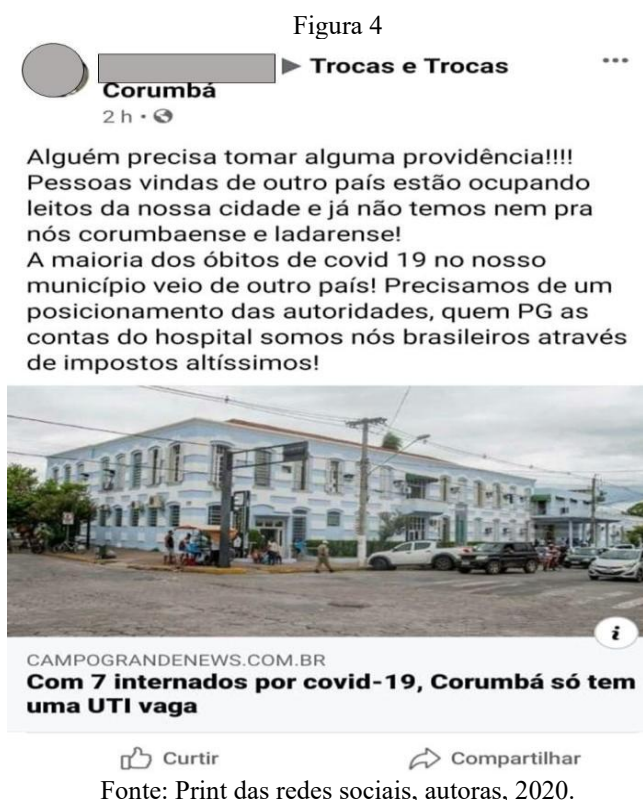 Figura 4
Trocas e Trocas
Corumbá
2 h
Alguém precisa tomar alguma providência!!!!
Pessoas vindas de outro país estão ocupando
leitos da nossa cidade e já não temos nem pra
nós corumbaense e ladarense!
A maioria dos óbitos de covid 19 no nosso
município veio de outro país! Precisamos de um
posicionamento das autoridades, quem PG as
contas do hospital somos nós brasileiros através
de impostos altíssimos!
i
CAMPOGRANDENEWS.COM.BR
Com 7 internados por covid-19, Corumbá só tem
uma UTI vaga
Curtir Compartilhar
Fonte: Print das redes sociais, autoras, 2020.